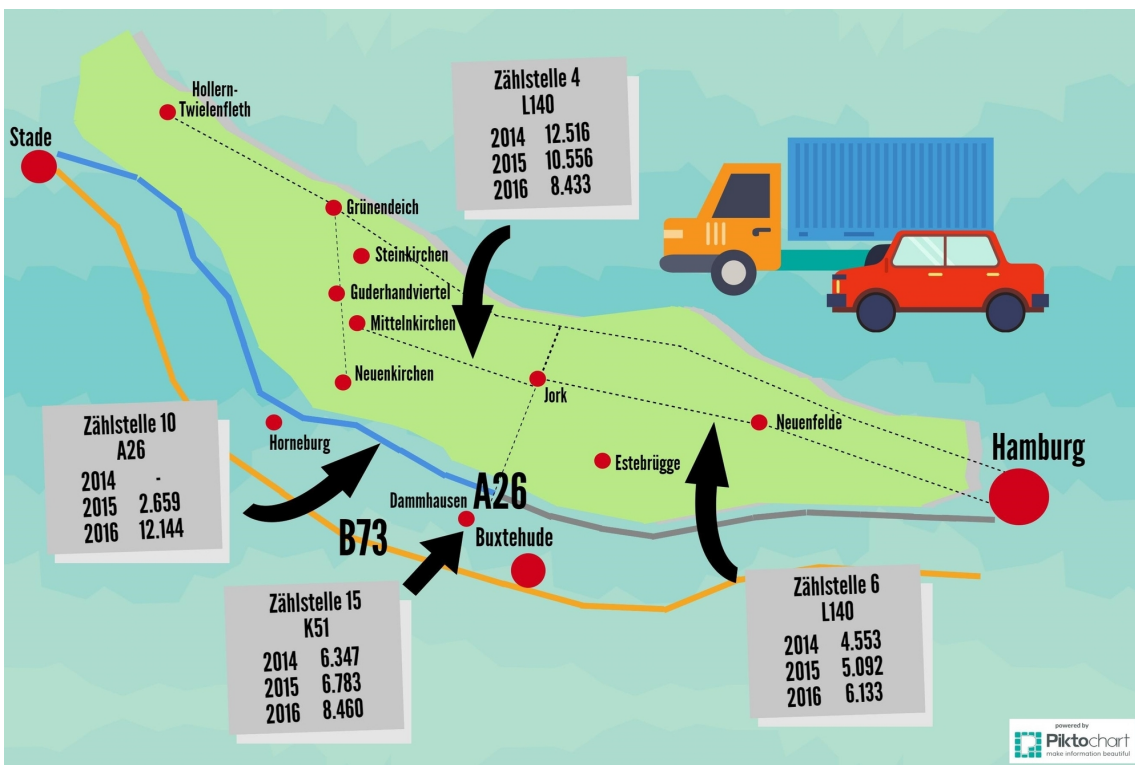 Zählstelle 4
L140
2014 12.516
2015 10.556
2016 8.433
Hollern-
Twielenfleth
Stade
Grünendeich
Steinkirchen
Guderhandviertel
Mittelnkirchen
Neuenkirchen
Jork
Neuenfelde
Hamburg
Horneburg
Estebrügge
Zählstelle 10
A26
2014 -
2015 2.659
2016 12.144
Dammhausen
A26
B73
Buxtehude
Zählstelle 15
K51
2014 6.347
2015 6.783
2016 8.460
Zählstelle 6
L140
2014 4.553
2015 5.092
2016 6.133
powered by
Piktochart
make information beautiful